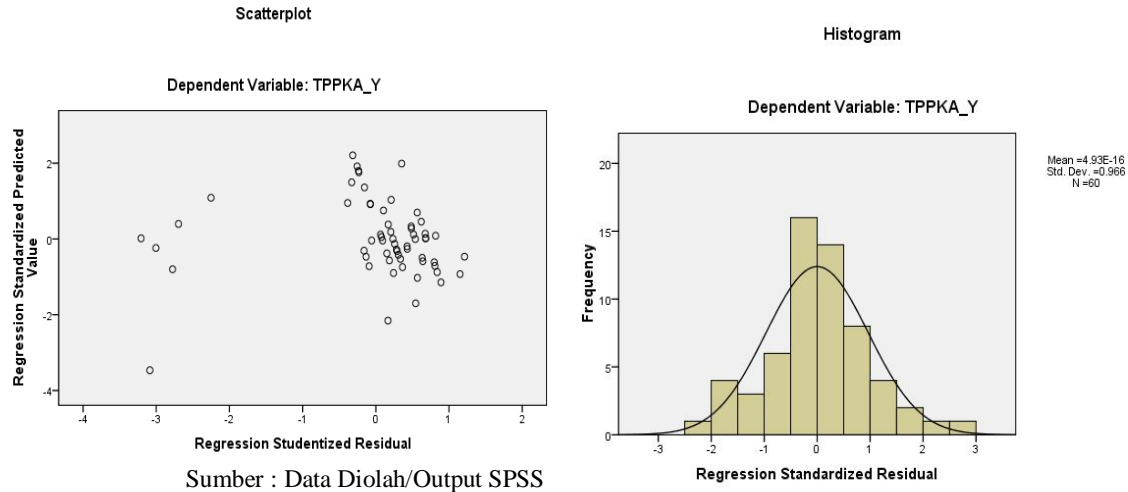 Scatterplot
Dependent Variable: TPPKA_Y
Regression Standardized Predicted
Value
2
0
-2
-4
-4
-3
-2
-1
0
1
2
Regression Studentized Residual
Sumber : Data Diolah/Output SPSS
Histogram
Dependent Variable: TPPKA_Y
Mean =4.93E-16
Std. Dev. =0.966
N =60
Frequency
20
15
10
5
0
-3
-2
-1
0
1
2
3
Regression Standardized Residual